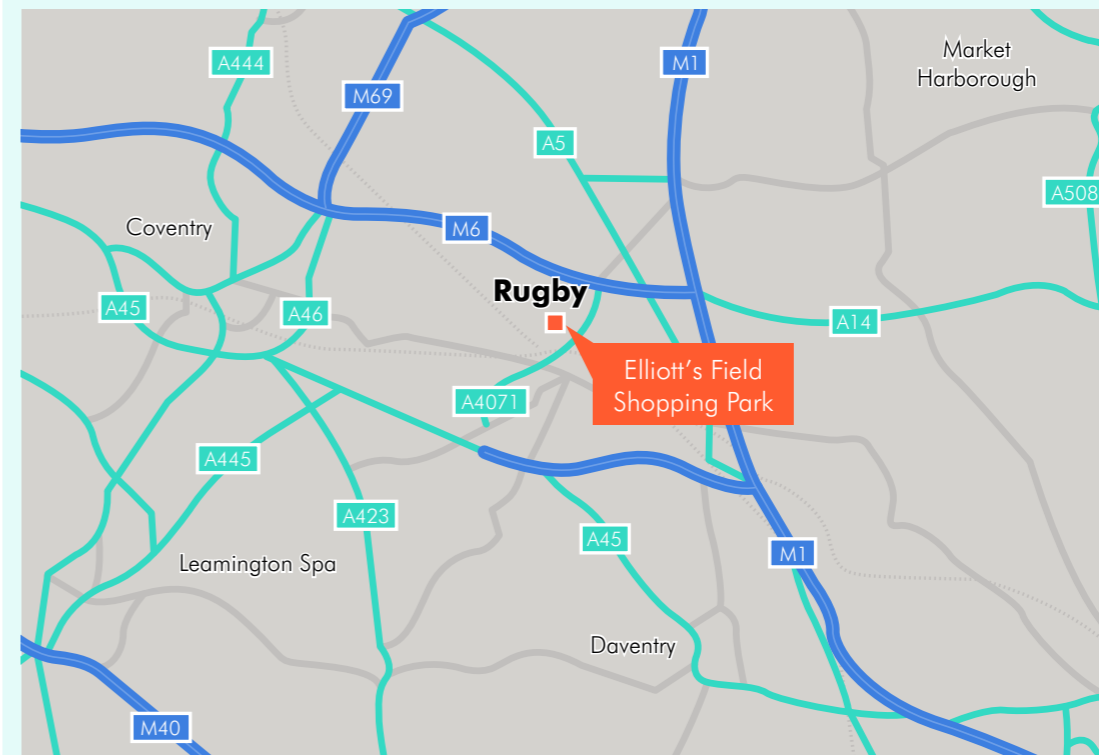 Market
Harborough
A444
M1
M69
A5
A508
Coventry
M6
Rugby
A45
A46
A14
Elliott's Field
Shopping Park
A4071
A445
A423
A45
M1
Leamington Spa
Daventry
M40